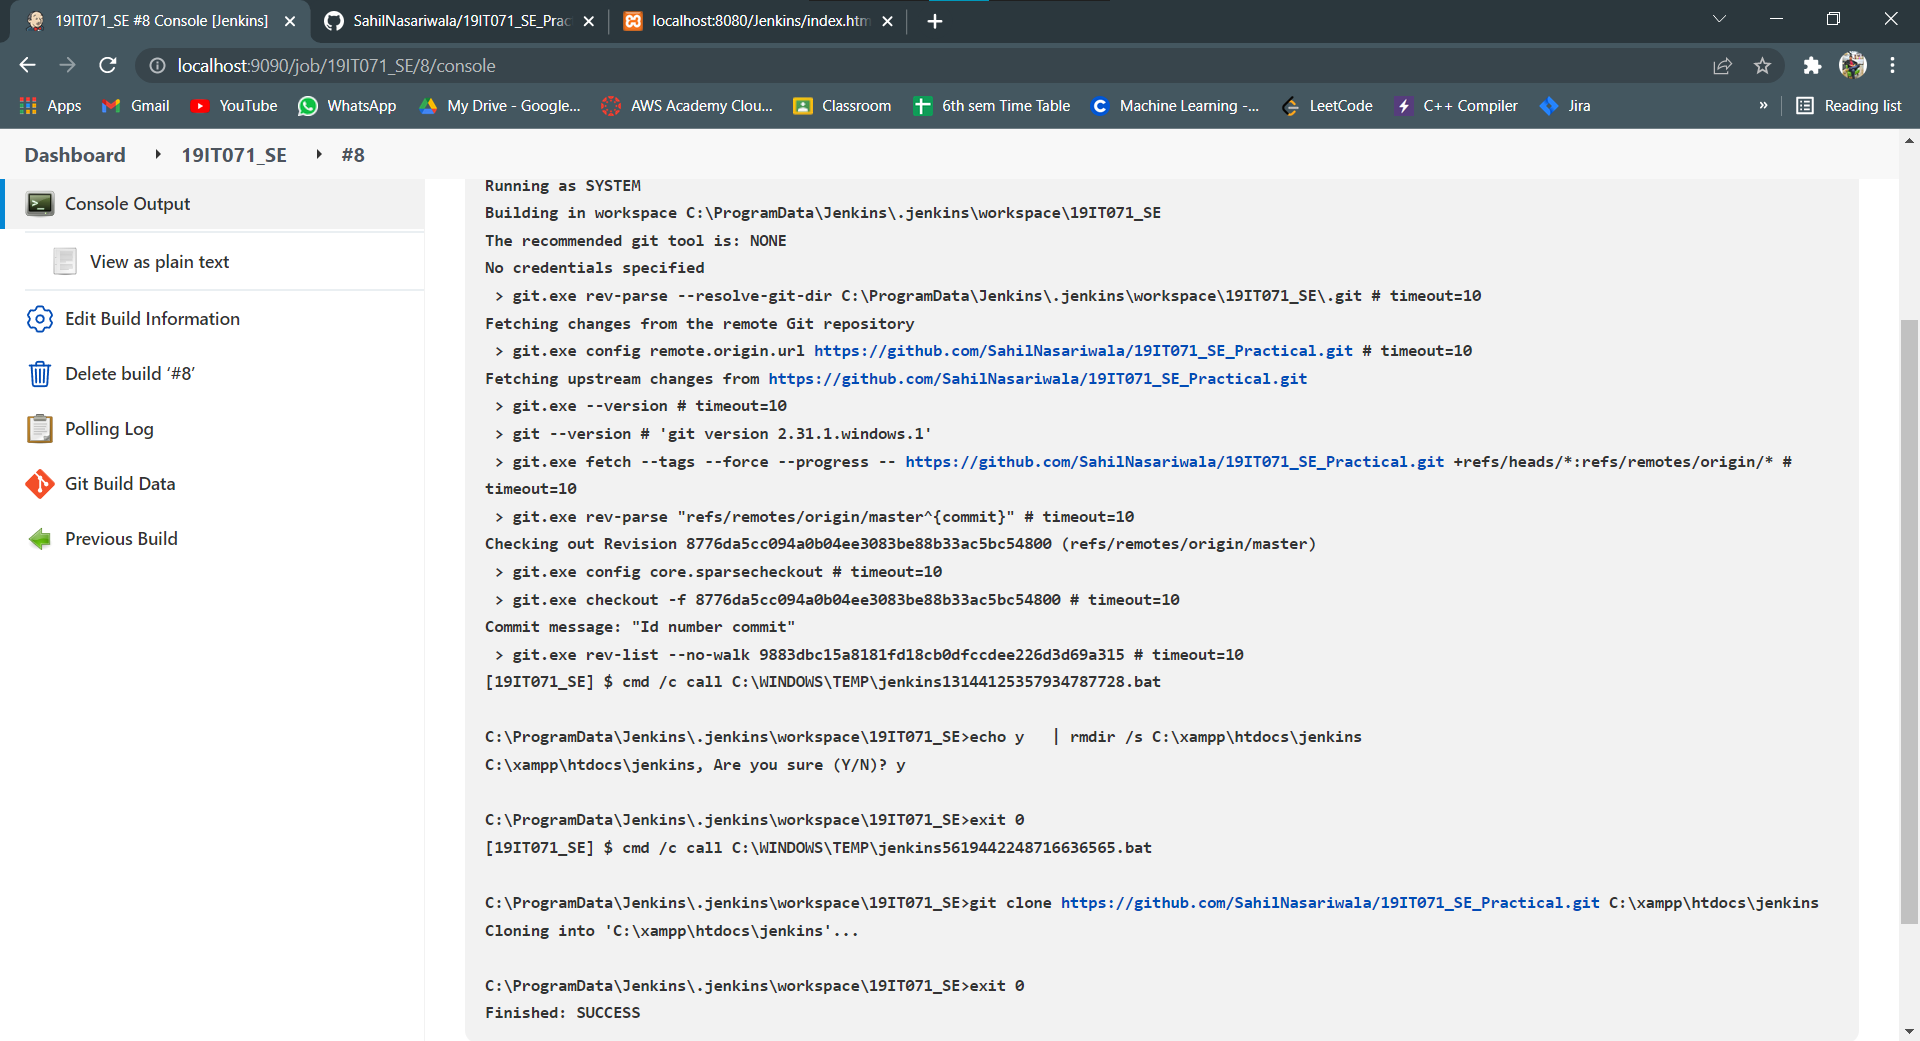 19IT071_SE #8 Console [Jenkins]
SahilNasariwala/19IT071_SE_Prac
localhost:8080/Jenkins/index.htm
localhost:9090/job/19IT071_SE/8/console
Apps
Gmail
YouTube
WhatsApp
My Drive - Google...
AWS Academy Clou...
Classroom
6th sem Time Table
Machine Learning -...
LeetCode
C++ Compiler
Jira
»
Reading list
Dashboard
19IT071_SE
#8
Console Output
View as plain text
Edit Build Information
Delete build ‘#8’
Polling Log
Git Build Data
Previous Build
Running as SYSTEM
Building in workspace C:\ProgramData\Jenkins\.jenkins\workspace\19IT071_SE
The recommended git tool is: NONE
No credentials specified
> git.exe rev-parse --resolve-git-dir C:\ProgramData\Jenkins\.jenkins\workspace\19IT071_SE\.git # timeout=10
Fetching changes from the remote Git repository
> git.exe config remote.origin.url https://github.com/SahilNasariwala/19IT071_SE_Practical.git # timeout=10
Fetching upstream changes from https://github.com/SahilNasariwala/19IT071_SE_Practical.git
> git.exe --version # timeout=10
> git --version # 'git version 2.31.1.windows.1'
> git.exe fetch --tags --force --progress -- https://github.com/SahilNasariwala/19IT071_SE_Practical.git +refs/heads/*:refs/remotes/origin/* #
timeout=10
> git.exe rev-parse "refs/remotes/origin/master^{commit}" # timeout=10
Checking out Revision 8776da5cc094a0b04ee3083be88b33ac5bc54800 (refs/remotes/origin/master)
> git.exe config core.sparsecheckout # timeout=10
> git.exe checkout -f 8776da5cc094a0b04ee3083be88b33ac5bc54800 # timeout=10
Commit message: "Id number commit"
> git.exe rev-list --no-walk 9883dbc15a8181fd18cb0dfccdee226d3d69a315 # timeout=10
[19IT071_SE] $ cmd /c call C:\WINDOWS\TEMP\jenkins13144125357934787728.bat
C:\ProgramData\Jenkins\.jenkins\workspace\19IT071_SE>echo y   | rmdir /s C:\xampp\htdocs\jenkins
C:\xampp\htdocs\jenkins, Are you sure (Y/N)? y
C:\ProgramData\Jenkins\.jenkins\workspace\19IT071_SE>exit 0
[19IT071_SE] $ cmd /c call C:\WINDOWS\TEMP\jenkins5619442248716636565.bat
C:\ProgramData\Jenkins\.jenkins\workspace\19IT071_SE>git clone https://github.com/SahilNasariwala/19IT071_SE_Practical.git C:\xampp\htdocs\jenkins
Cloning into 'C:\xampp\htdocs\jenkins'...
C:\ProgramData\Jenkins\.jenkins\workspace\19IT071_SE>exit 0
Finished: SUCCESS